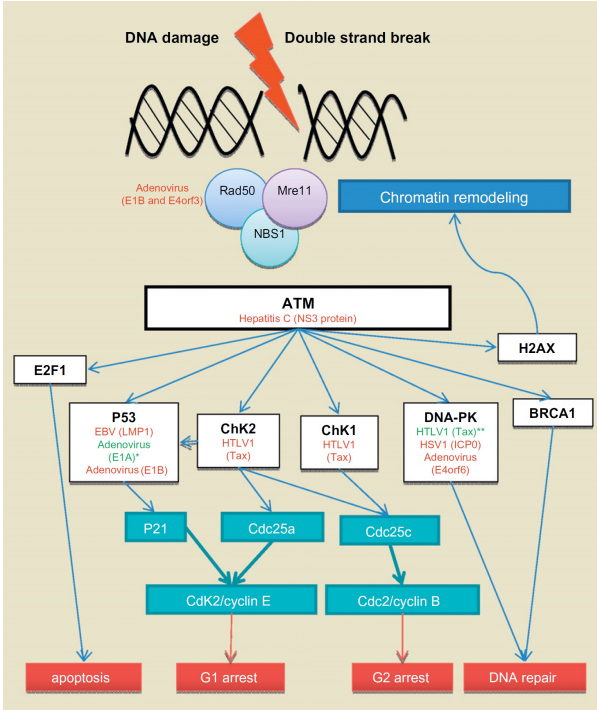 DNA damage
Double strand break
Adenovirus
(E1B and E4orf3)
Rad50
Mre11
NBS1
Chromatin remodeling
ATM
Hepatitis C (NS3 protein)
H2AX
E2F1
P53
EBV (LMP1)
Adenovirus
(E1A)*
Adenovirus (E1B)
ChK2
HTLV1
(Tax)
ChK1
HTLV1
(Tax)
DNA-PK
HTLV1 (Tax)**
HSV1 (ICP0)
Adenovirus
(E4orf6)
BRCA1
P21
Cdc25a
Cdc25c
CdK2/cyclin E
Cdc2/cyclin B
apoptosis
G1 arrest
G2 arrest
DNA repair